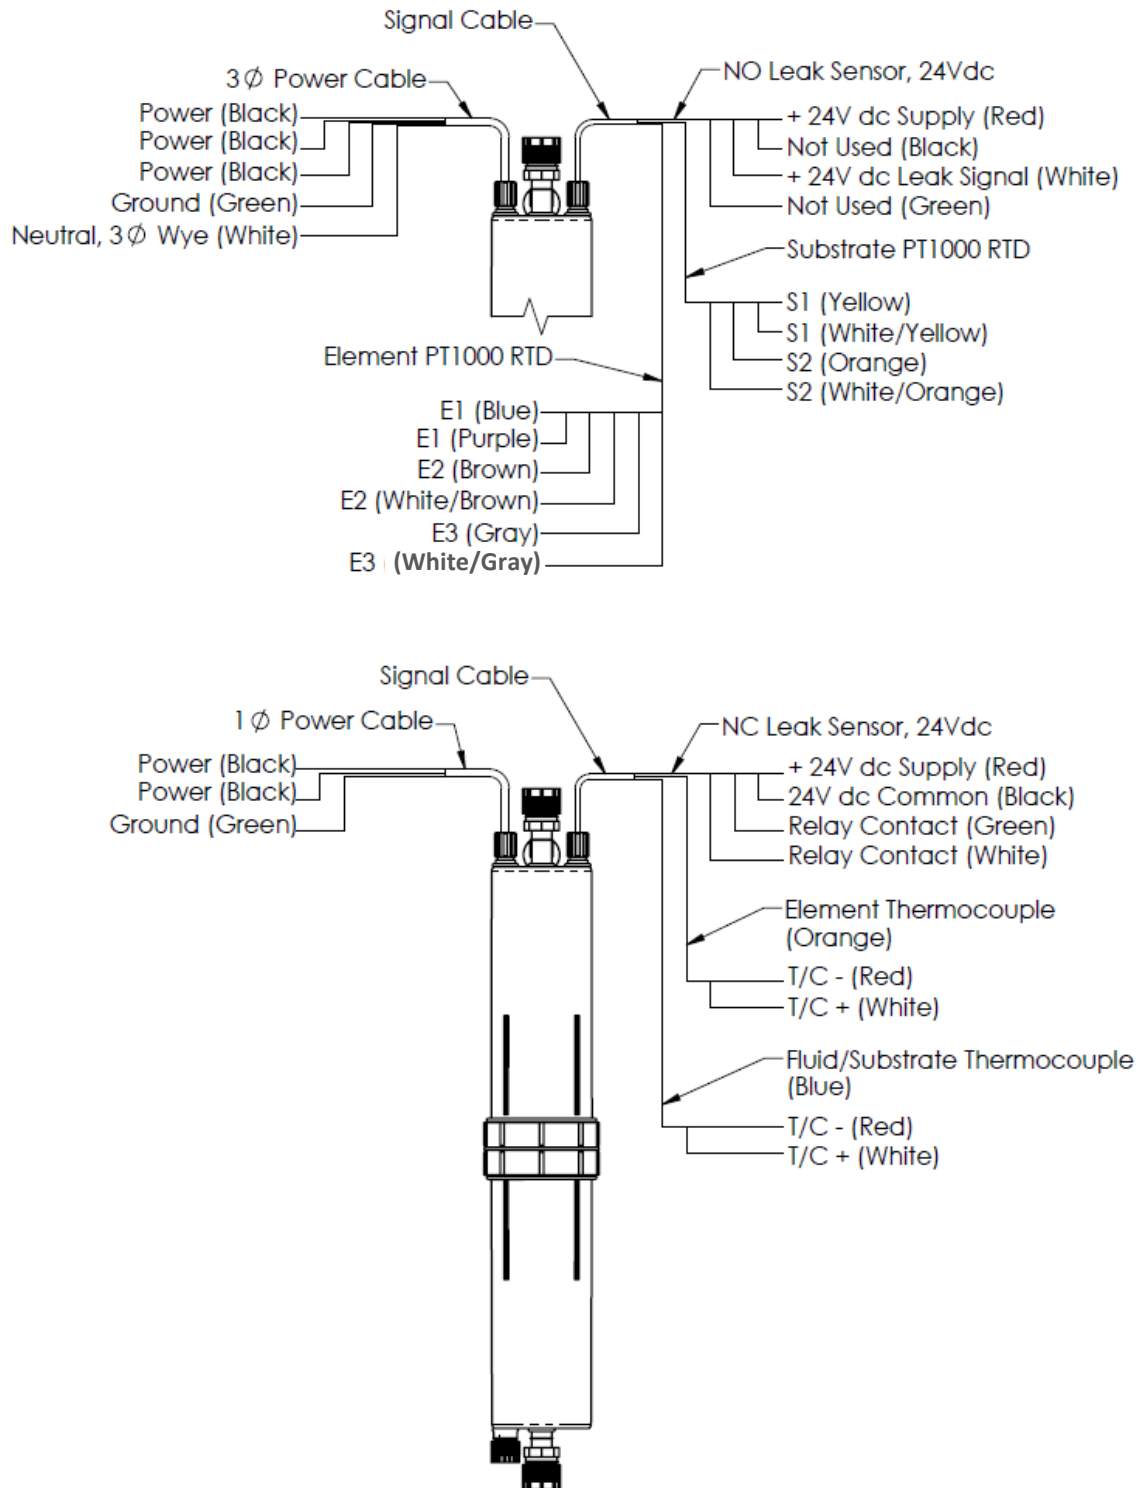 Signal Cable
3∅ Power Cable
NO Leak Sensor, 24Vdc
Power (Black)
Power (Black)
Power (Black)
Ground (Green)
Neutral, 3∅ Wye (White)
+ 24V dc Supply (Red)
Not Used (Black)
+ 24V dc Leak Signal (White)
Not Used (Green)
Substrate PT1000 RTD
S1 (Yellow)
S1 (White/Yellow)
S2 (Orange)
S2 (White/Orange)
Element PT1000 RTD
E1 (Blue)
E1 (Purple)
E2 (Brown)
E2 (White/Brown)
E3 (Gray)
E3 (White/Gray)
Signal Cable
1∅ Power Cable
NC Leak Sensor, 24Vdc
Power (Black)
Power (Black)
Ground (Green)
+ 24V dc Supply (Red)
24V dc Common (Black)
Relay Contact (Green)
Relay Contact (White)
Element Thermocouple
(Orange)
T/C - (Red)
T/C + (White)
Fluid/Substrate Thermocouple
(Blue)
T/C - (Red)
T/C + (White)